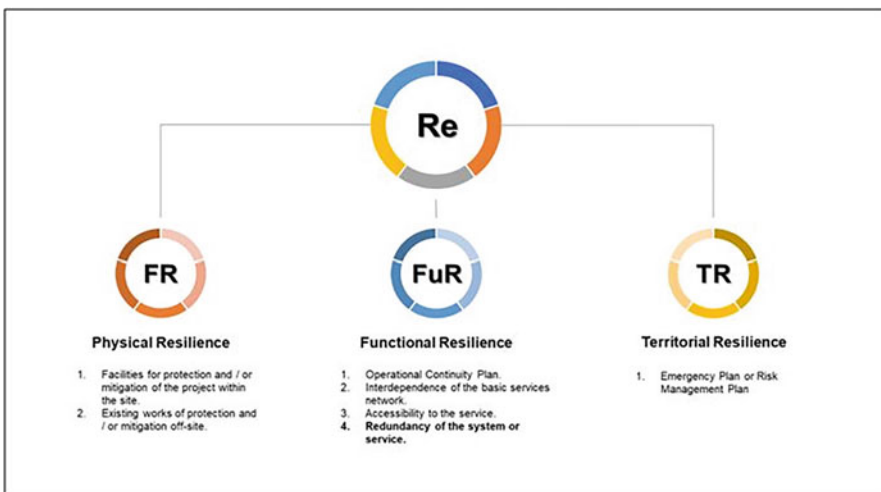 Re
FR
FuR
TR
Physical Resilience
1. Facilities for protection and / or
mitigation of the project within
the site.
2. Existing works of protection and
/ or mitigation off-site.
Functional Resilience
1. Operational Continuity Plan.
2. Interdependence of the basic services
network.
3. Accessibility to the service.
4. Redundancy of the system or
service.
Territorial Resilience
1. Emergency Plan or Risk
Management Plan